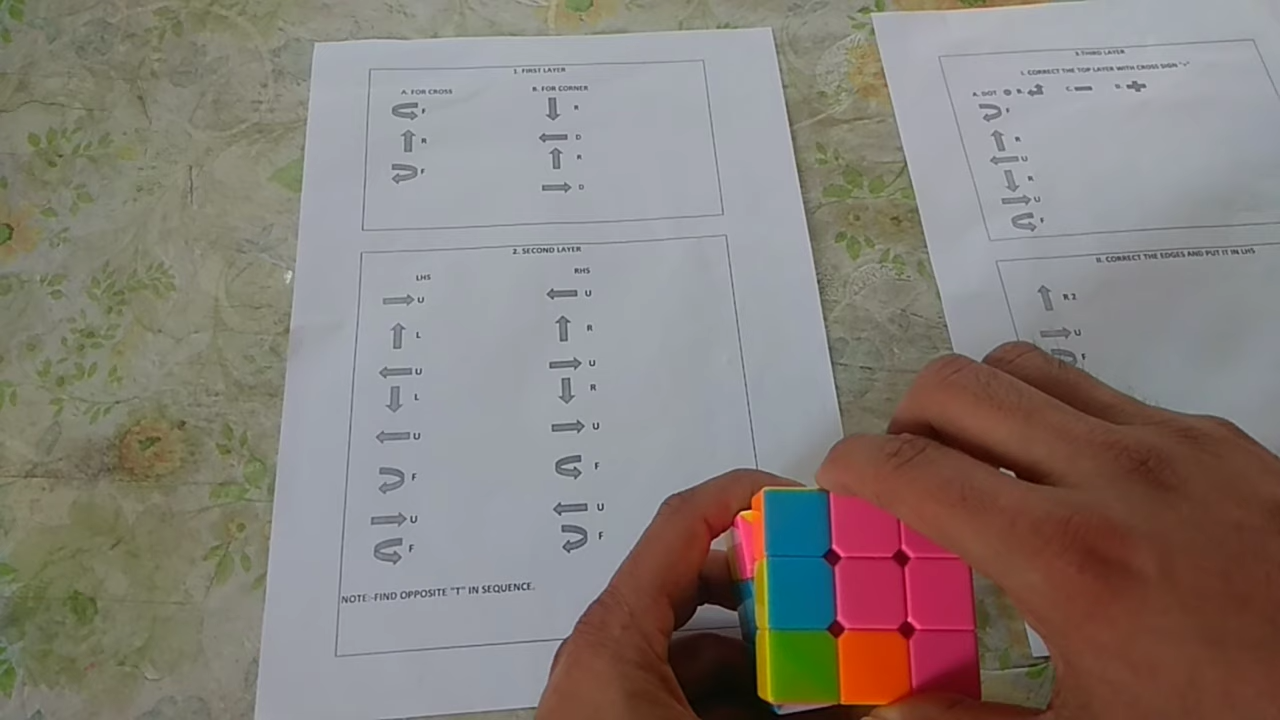 1. FIRST LAYER
A. FOR CROSS
F
R
F
B. FOR CORNER
R
D
R
D
2. SECOND LAYER
LHS
U
L
U
L
U
F
U
F
RHS
U
R
U
R
U
F
U
F
NOTE:-FIND OPPOSITE "T" IN SEQUENCE.
3.THIRD LAYER
I. CORRECT THE TOP LAYER WITH CROSS SIGN "+"
A. DOT B. C. D.
F
R
U
R
U
F
II. CORRECT THE EDGES AND PUT IT IN LHS
R 2
U
F